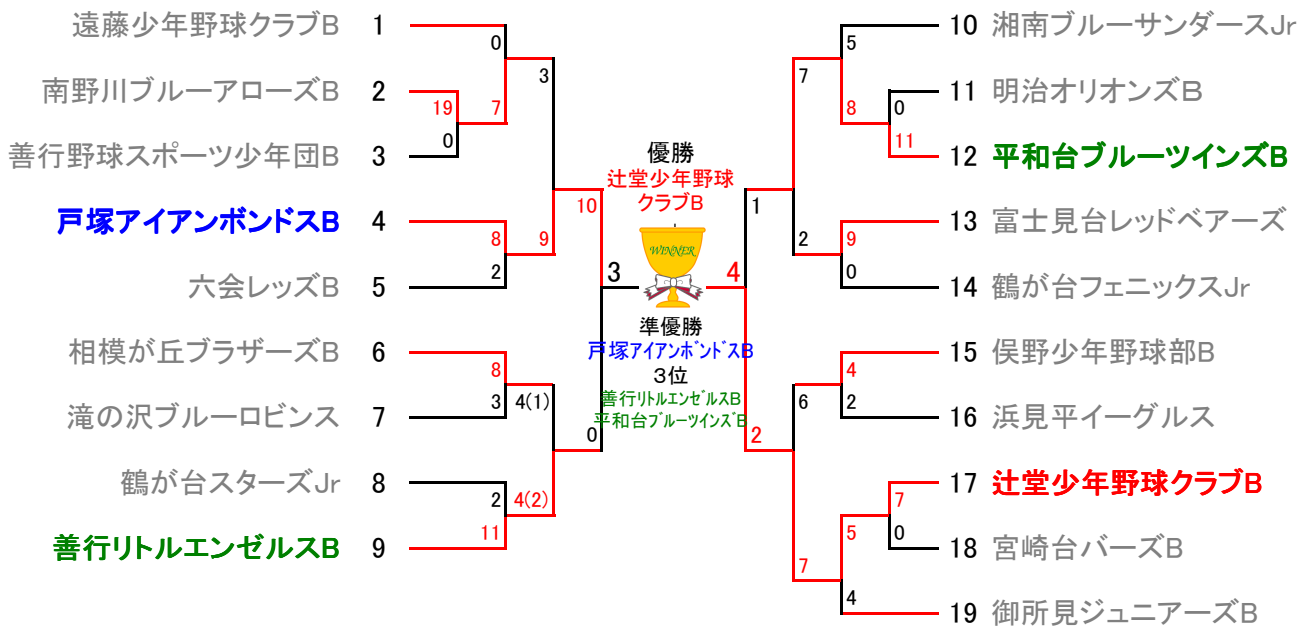 遠藤少年野球クラブB 1
0
3
南野川ブルーアローズB 2
19
7
善行野球スポーツ少年団B 3
0
戸塚アイアンボンドスB 4
8
9
10
六会レッズB 5
2
3
相模が丘ブラザーズB 6
8
4(1)
滝の沢ブルーロビンス 7
3
0
鶴が台スターズJr 8
2
4(2)
善行リトルエンゼルスB 9
11
優勝
辻堂少年野球
クラブB
WINNER
準優勝
戸塚アイアンボンドスB
3位
善行リトルエンゼルスB
平和台ブルーツインズB
10 湘南ブルーサンダースJr
5
7
11 明治オリオンズB
0
8
12 平和台ブルーツインズB
11
1
13 富士見台レッドベアーズ
9
2
14 鶴が台フェニックスJr
0
4
15 俣野少年野球部B
4
6
16 浜見平イーグルス
2
2
17 辻堂少年野球クラブB
7
5
18 宮崎台バーズB
0
7
19 御所見ジュニアーズB
4